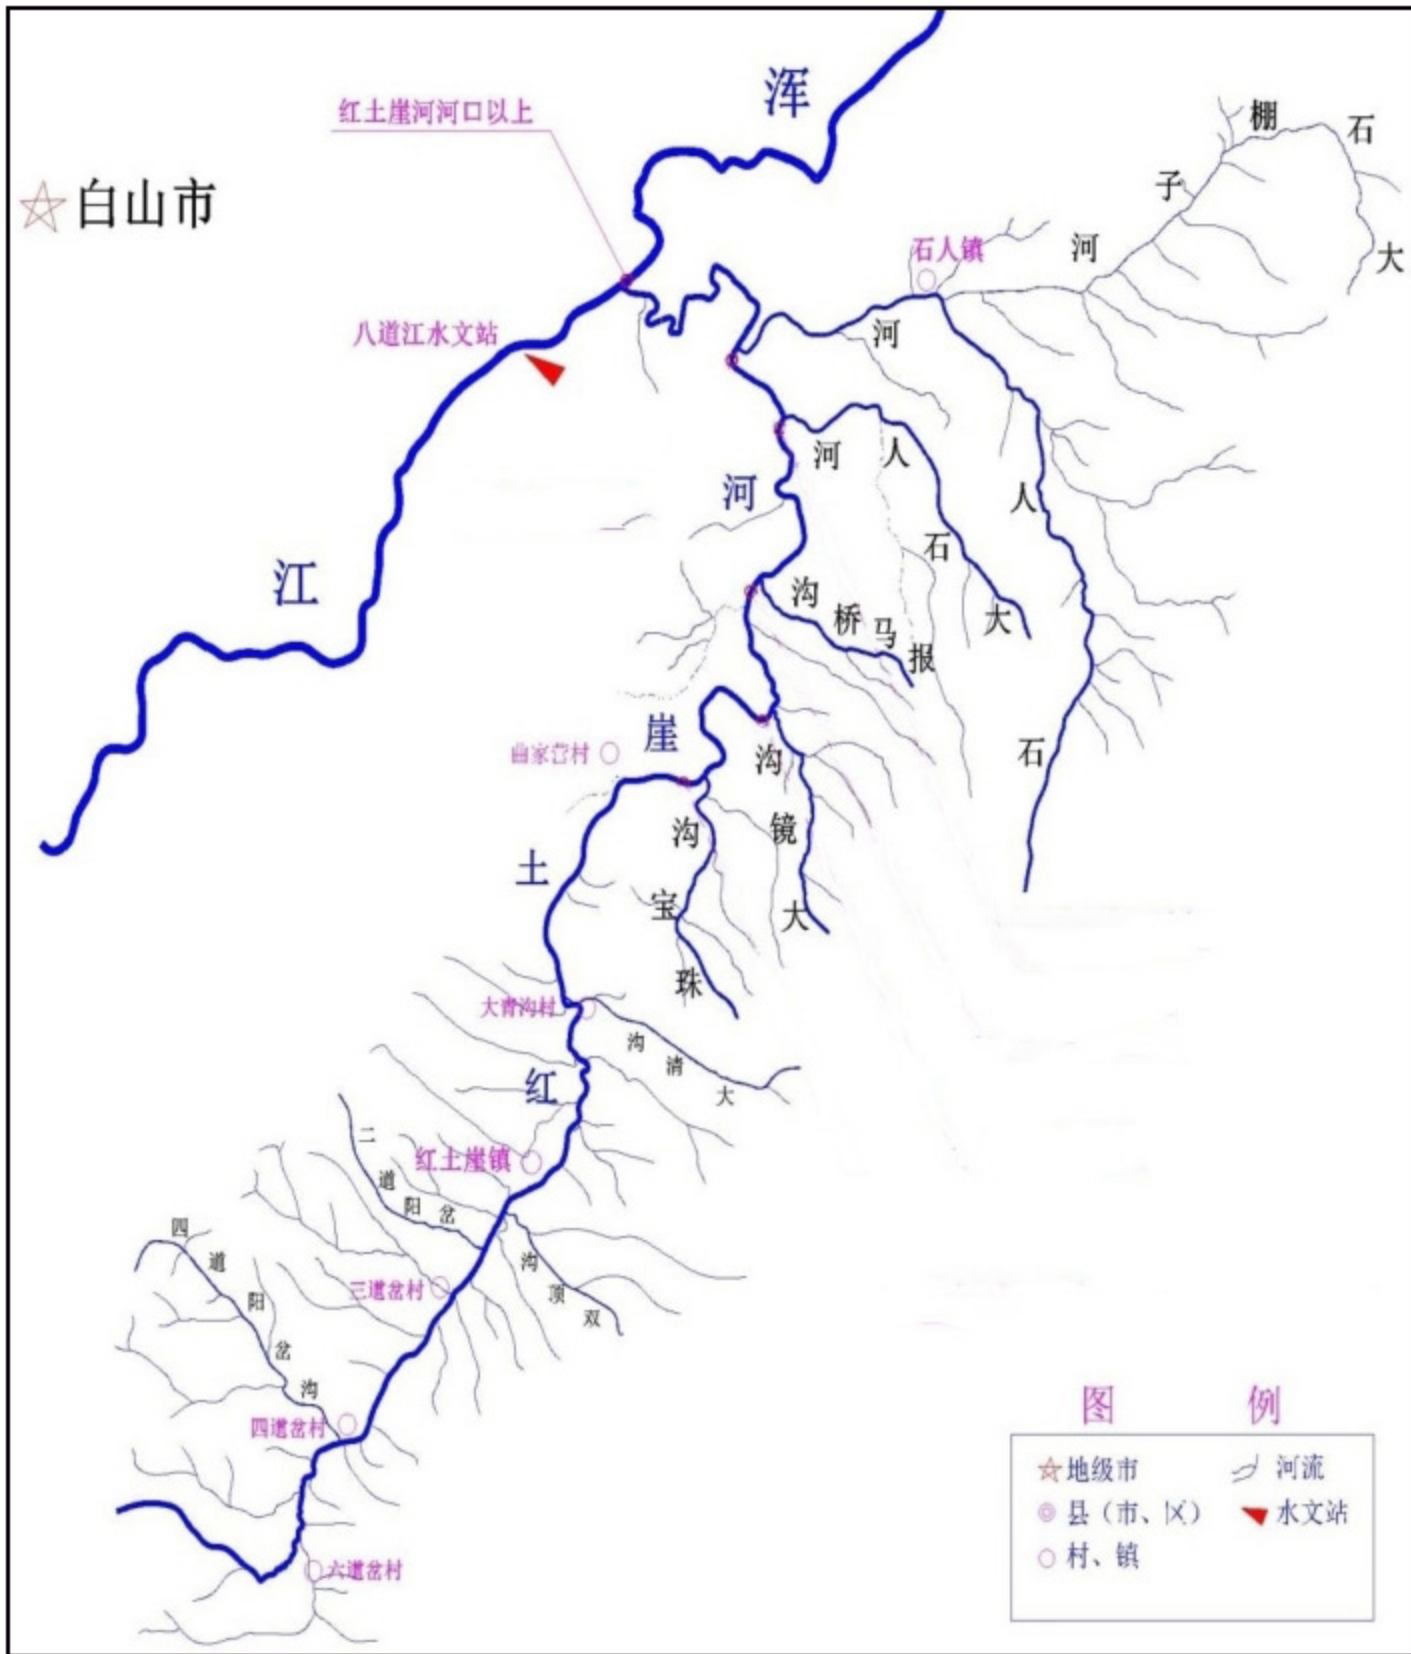 浑江
红土崖河河口以上
白山市
八道江水文站
石人镇
大石棚子河
大石人河
大石人河
报马桥沟
大镜沟
珠宝沟
红土崖河
曲家营村
大青沟村
大清沟
红土崖镇
二道阳岔
双顶沟
三道岔村
四道阳岔沟
四道岔村
六道岔村
图例
地级市
河流
县（市、区）
水文站
村、镇